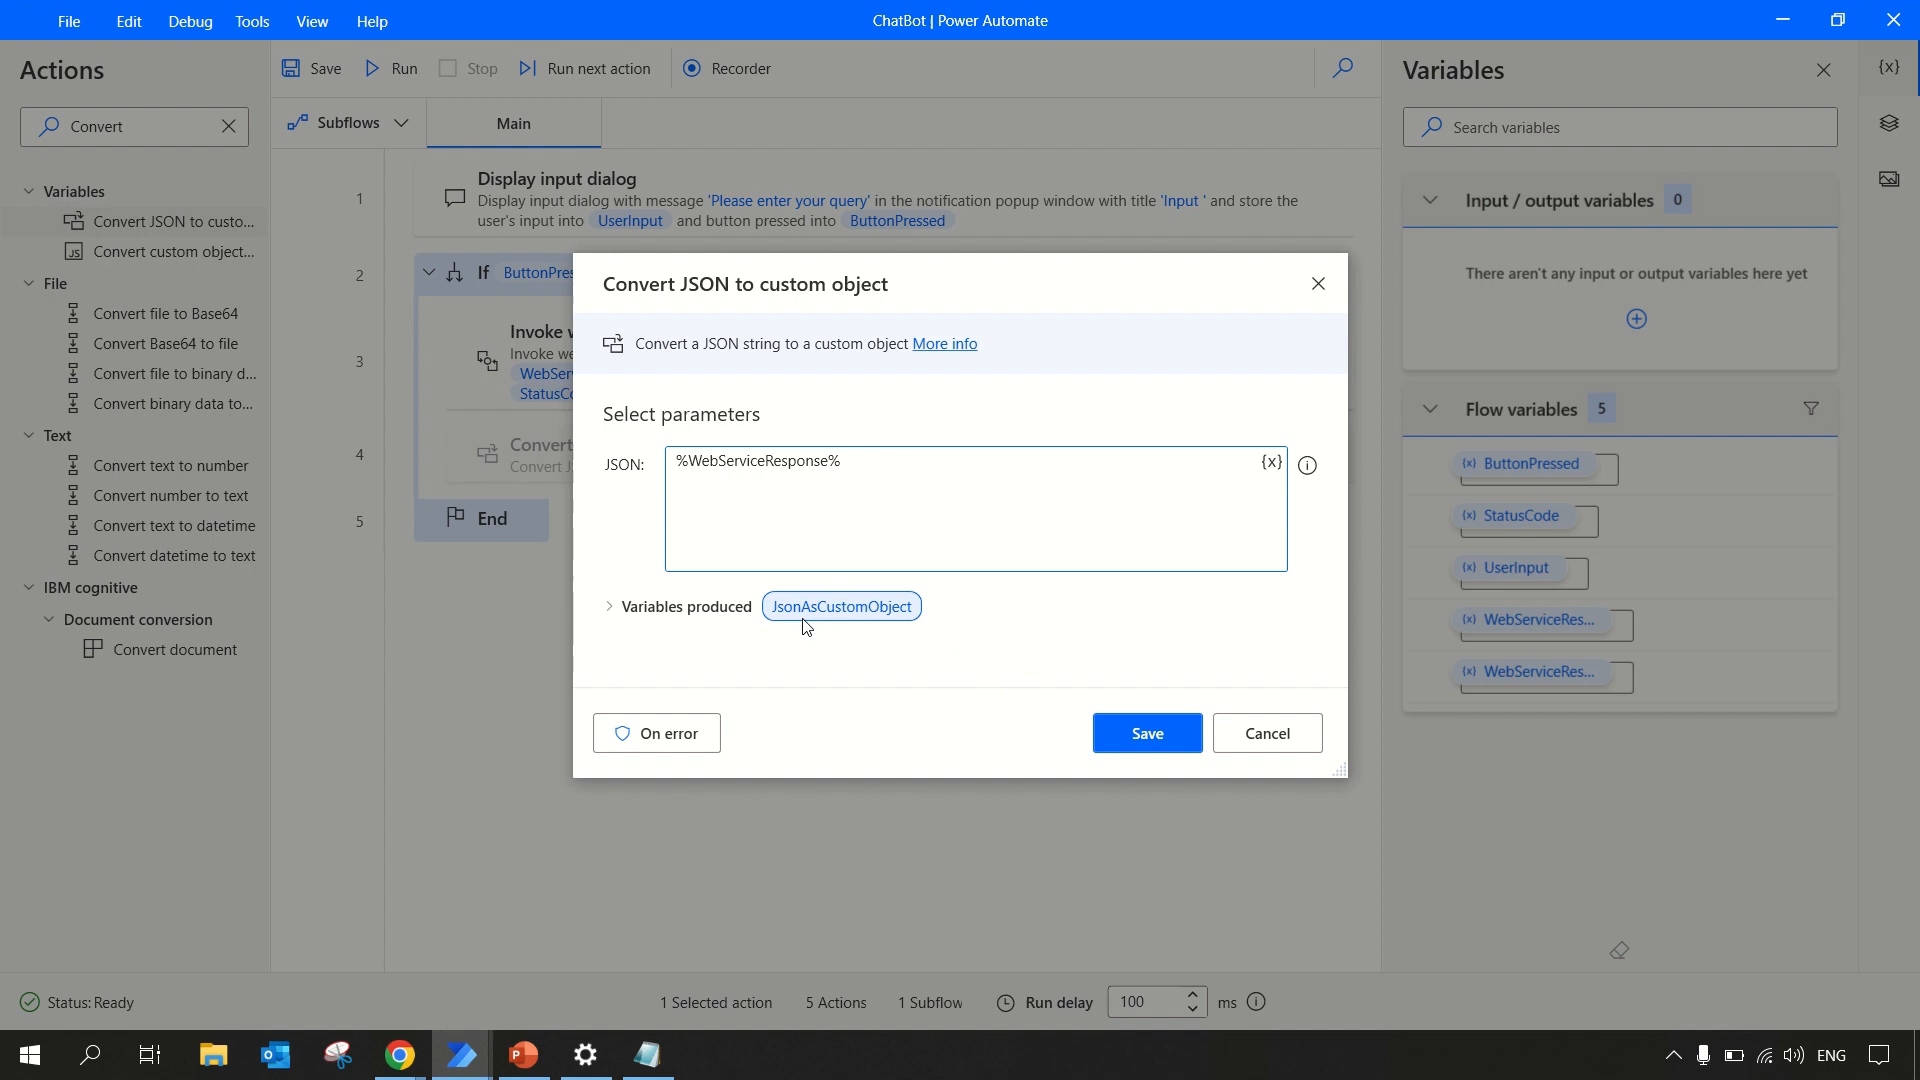 File Edit Debug Tools View Help
ChatBot | Power Automate
Actions
Convert
Variables
Convert JSON to custo...
Convert custom object...
File
Convert file to Base64
Convert Base64 to file
Convert file to binary d...
Convert binary data to...
Text
Convert text to number
Convert number to text
Convert text to datetime
Convert datetime to text
IBM cognitive
Document conversion
Convert document
Save Run Stop Run next action Recorder
Subflows Main
1
Display input dialog
Display input dialog with message 'Please enter your query' in the notification popup window with title 'Input ' and store the
user's input into UserInput and button pressed into ButtonPressed
2
If ButtonPres
3
Invoke
Invoke we
WebSer
StatusCo
4
Convert
Convert
5
End
Convert JSON to custom object
Convert a JSON string to a custom object More info
Select parameters
JSON: %WebServiceResponse% {x}
Variables produced JsonAsCustomObject
On error
Save
Cancel
Variables
{x}
Search variables
Input / output variables 0
There aren't any input or output variables here yet
Flow variables 5
(x) ButtonPressed
(x) StatusCode
(x) UserInput
(x) WebServiceRes...
(x) WebServiceRes...
Status: Ready
1 Selected action 5 Actions 1 Subflow Run delay 100 ms
ENG